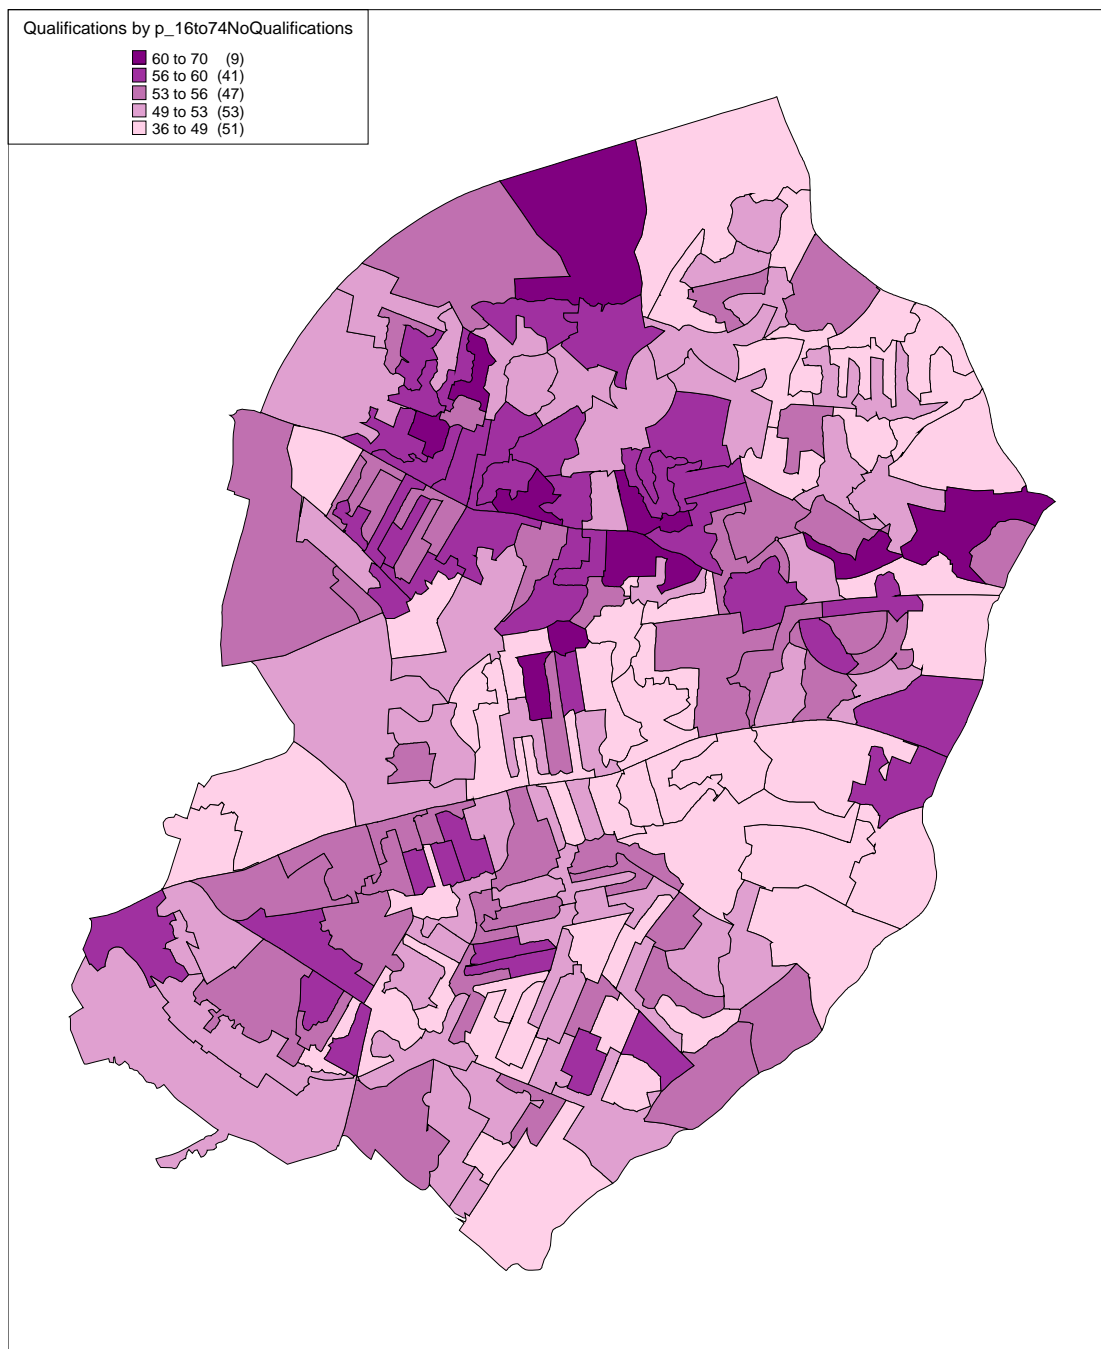 Qualifications by p_16to74NoQualifications
60 to 70 (9)
56 to 60 (41)
53 to 56 (47)
49 to 53 (53)
36 to 49 (51)